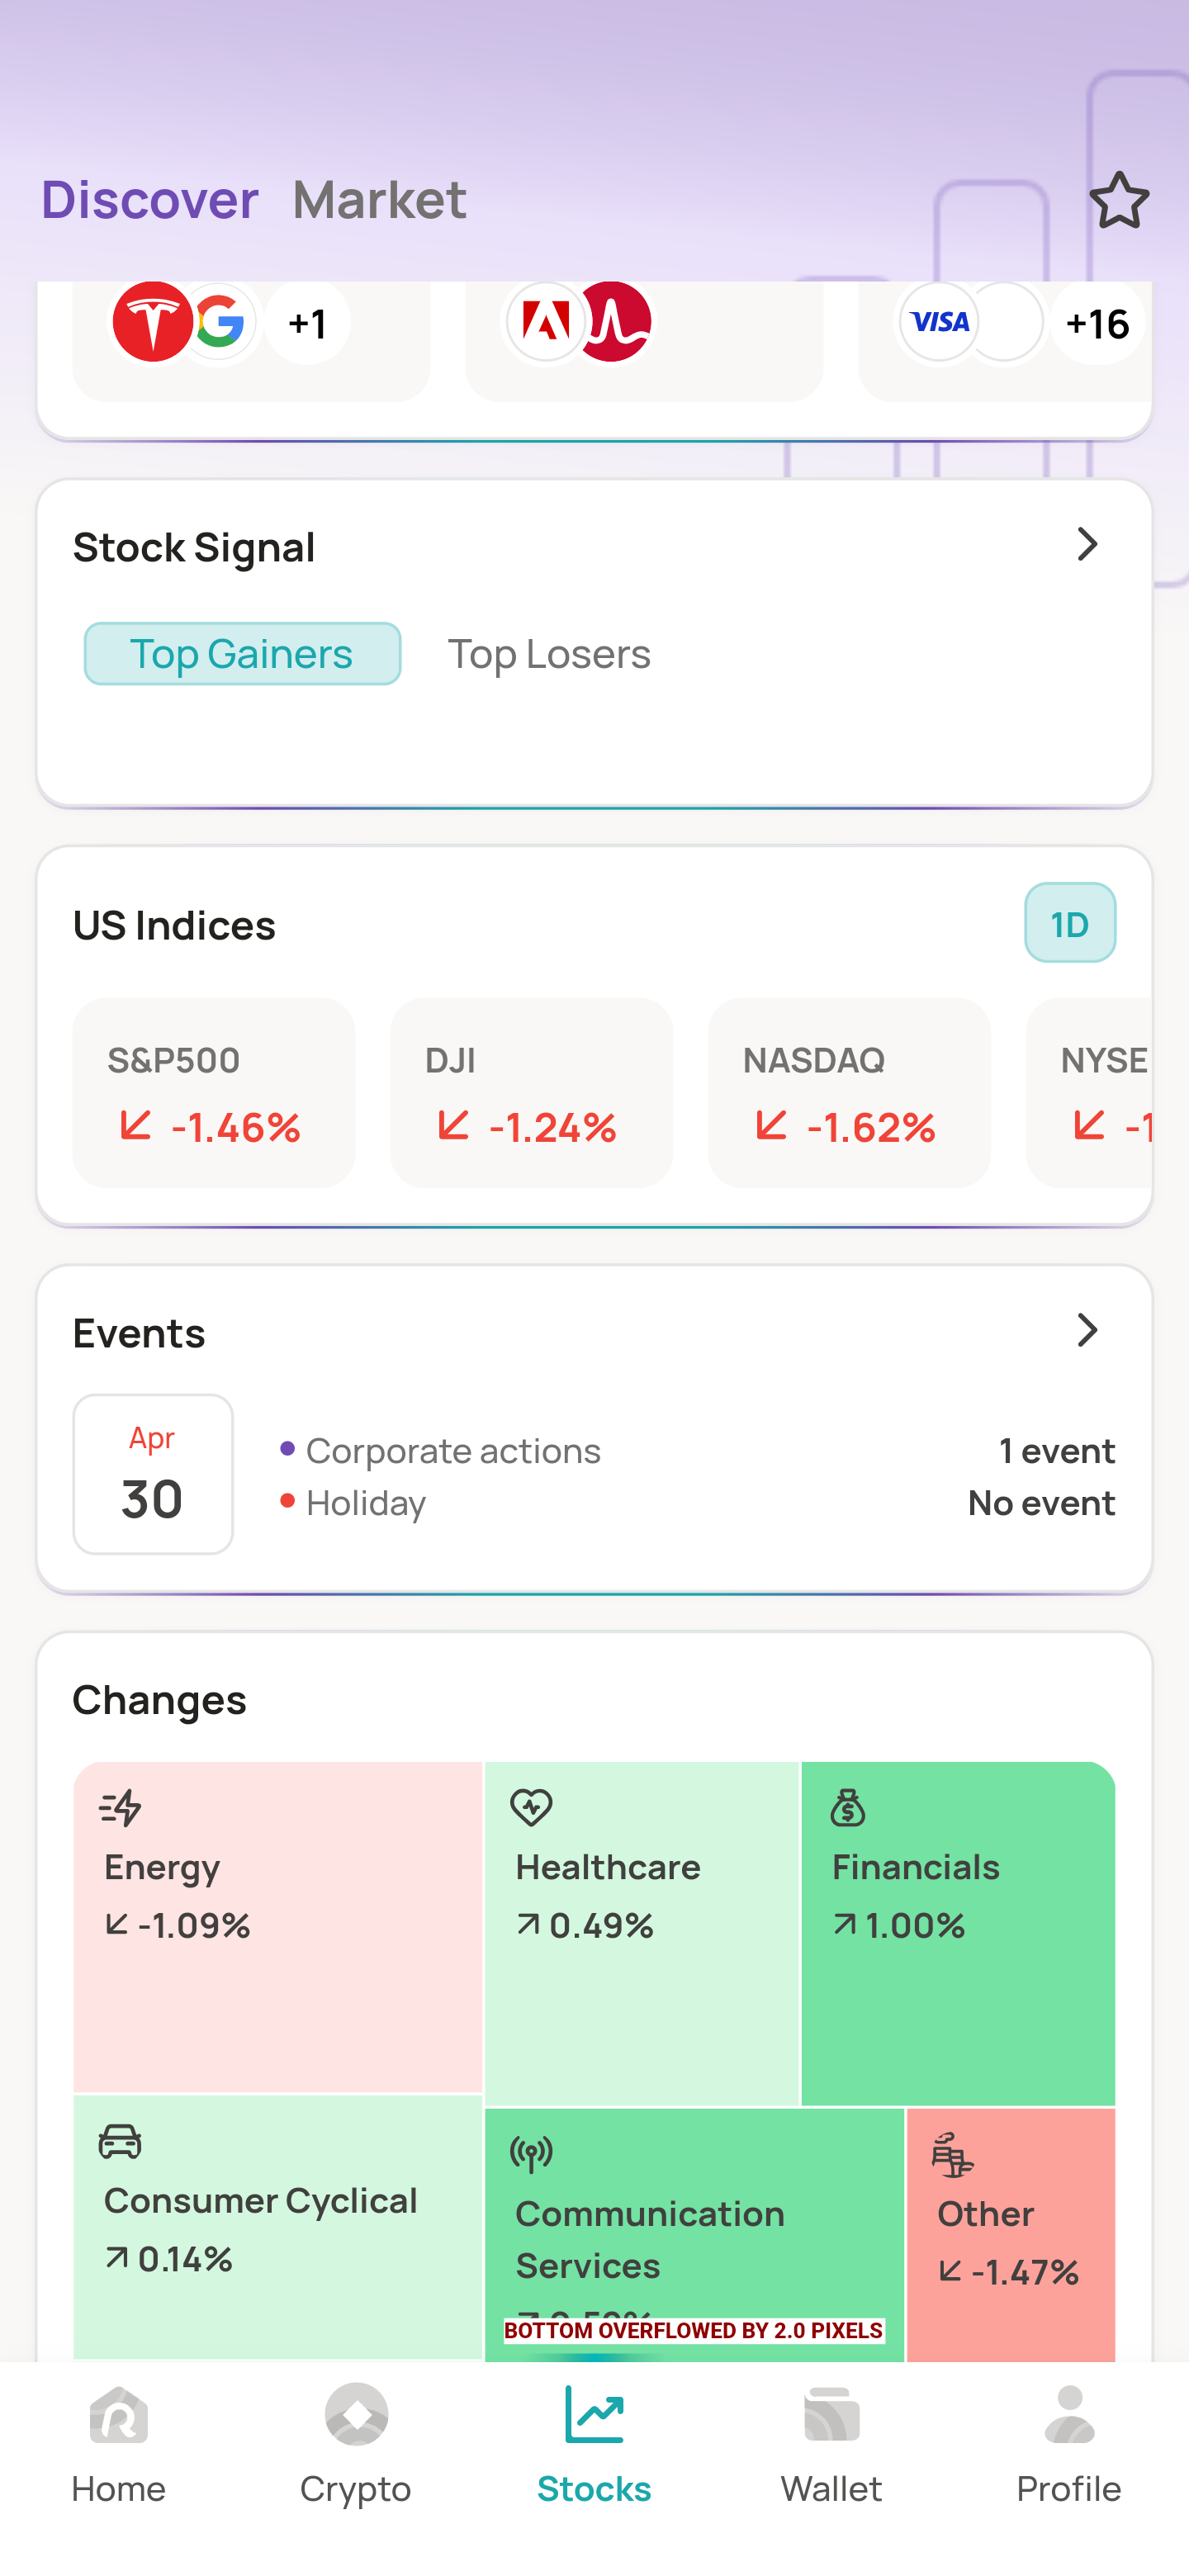 Discover Market
+1
VISA
+16
Stock Signal
Top Gainers
Top Losers
US Indices
1D
S&P500
-1.46%
DJI
-1.24%
NASDAQ
-1.62%
NYSE
-1
Events
Apr
30
Corporate actions
1 event
Holiday
No event
Changes
Energy
-1.09%
Healthcare
0.49%
Financials
1.00%
Consumer Cyclical
0.14%
Communication
Services
Other
-1.47%
BOTTOM OVERFLOWED BY 2.0 PIXELS
Home
Crypto
Stocks
Wallet
Profile